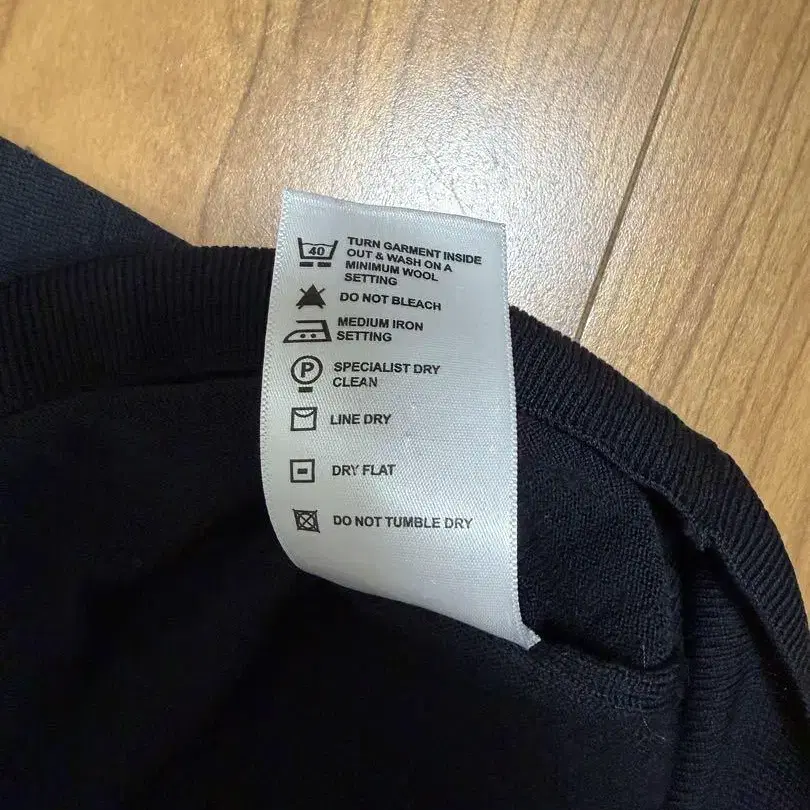 40
TURN GARMENT INSIDE
OUT & WASH ON A
MINIMUM WOOL
SETTING
DO NOT BLEACH
MEDIUM IRON
SETTING
P
SPECIALIST DRY
CLEAN
LINE DRY
DRY FLAT
DO NOT TUMBLE DRY